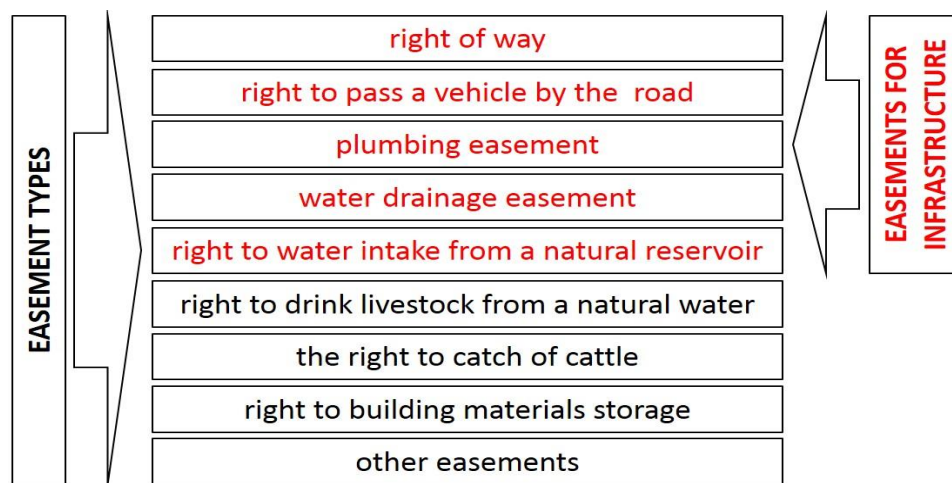 EASEMENT TYPES
right of way
right to pass a vehicle by the road
plumbing easement
water drainage easement
right to water intake from a natural reservoir
right to drink livestock from a natural water
the right to catch of cattle
right to building materials storage
other easements
EASEMENTS FOR
INFRASTRUCTURE